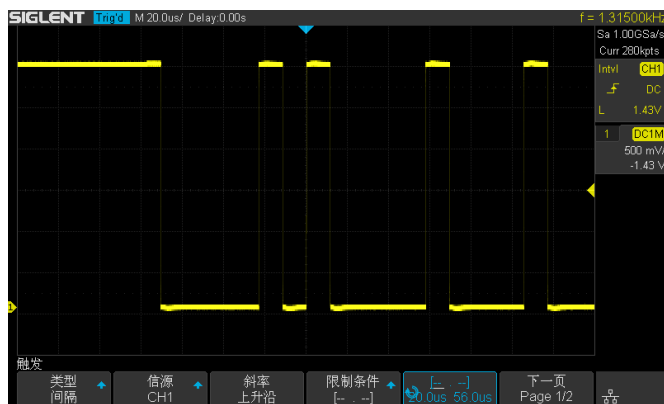 SIGLENT Trig'd M 20.0us/ Delay:0.00s f = 1.31500kHz
Sa 1.00GSa/s
Curr 280kpts
Intvl CH1
DC
L 1.43V
1 DC1M
500 mV/
-1.43 V
1
触发
类型 信源 斜率 限制条件 [-- . --] 下一页
间隔 CH1 上升沿 [-- . --] 20.0us 56.0us Page 1/2